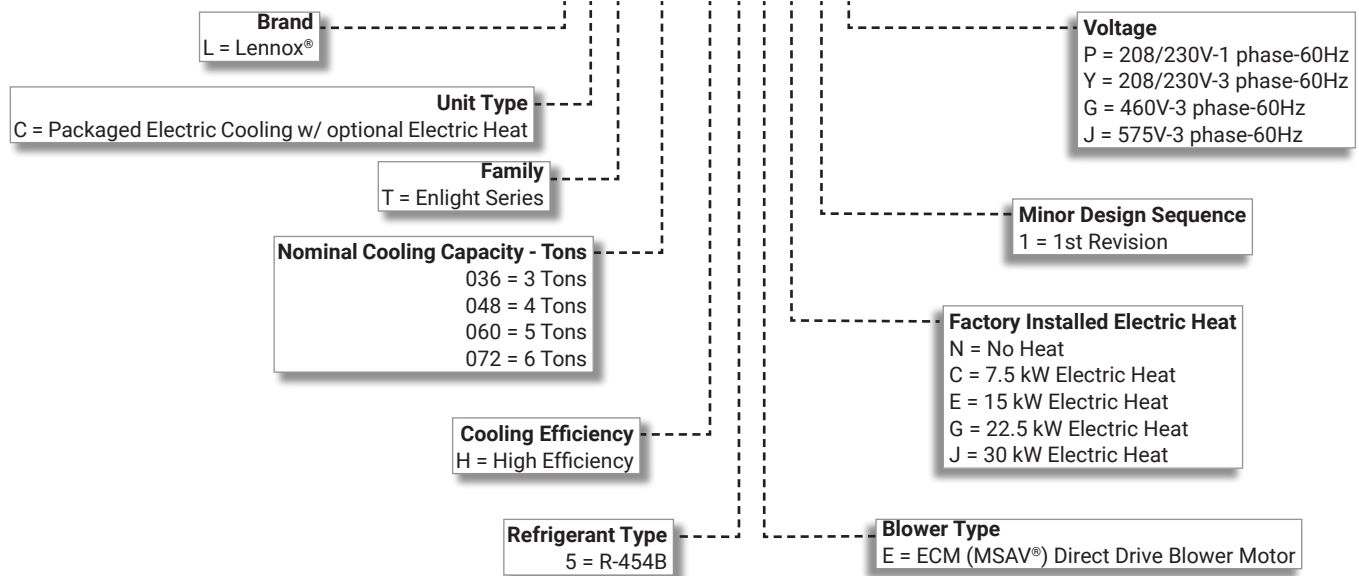 Brand
L = Lennox®
Unit Type
C = Packaged Electric Cooling w/ optional Electric Heat
Family
T = Enlight Series
Nominal Cooling Capacity - Tons
036 = 3 Tons
048 = 4 Tons
060 = 5 Tons
072 = 6 Tons
Cooling Efficiency
H = High Efficiency
Refrigerant Type
5 = R-454B
Voltage
P = 208/230V-1 phase-60Hz
Y = 208/230V-3 phase-60Hz
G = 460V-3 phase-60Hz
J = 575V-3 phase-60Hz
Minor Design Sequence
1 = 1st Revision
Factory Installed Electric Heat
N = No Heat
C = 7.5 kW Electric Heat
E = 15 kW Electric Heat
G = 22.5 kW Electric Heat
J = 30 kW Electric Heat
Blower Type
E = ECM (MSAV®) Direct Drive Blower Motor